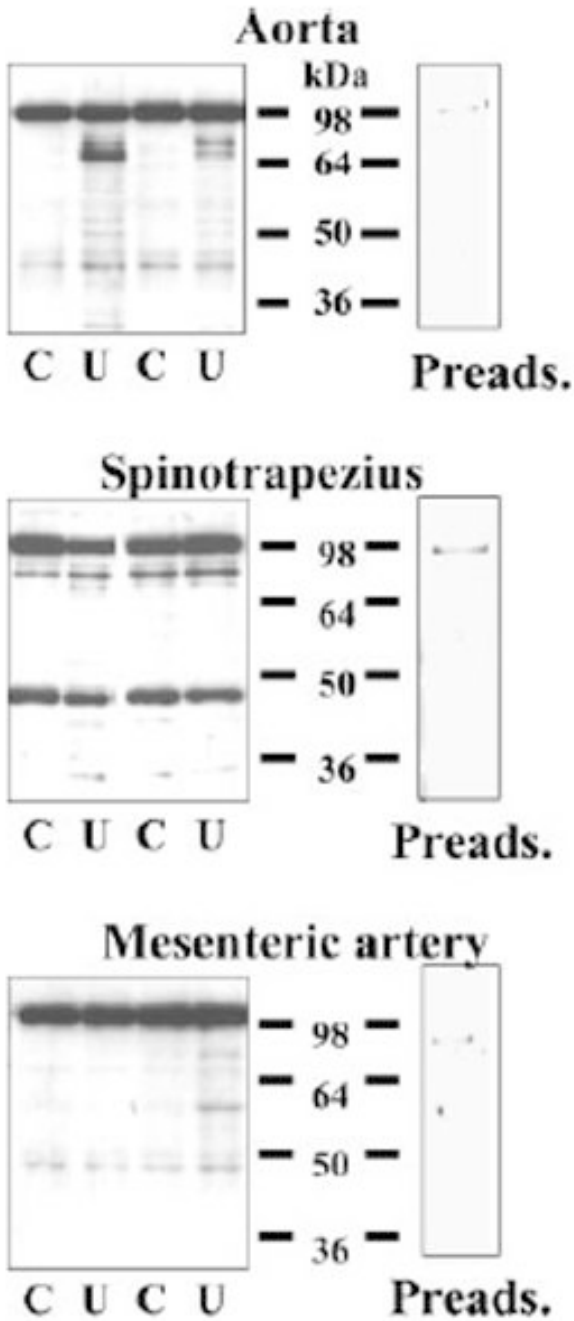 Aorta
kDa
98
64
50
36
C U C U
Preads.
Spinotrapezius
98
64
50
36
C U C U
Preads.
Mesenteric artery
98
64
50
36
C U C U
Preads.